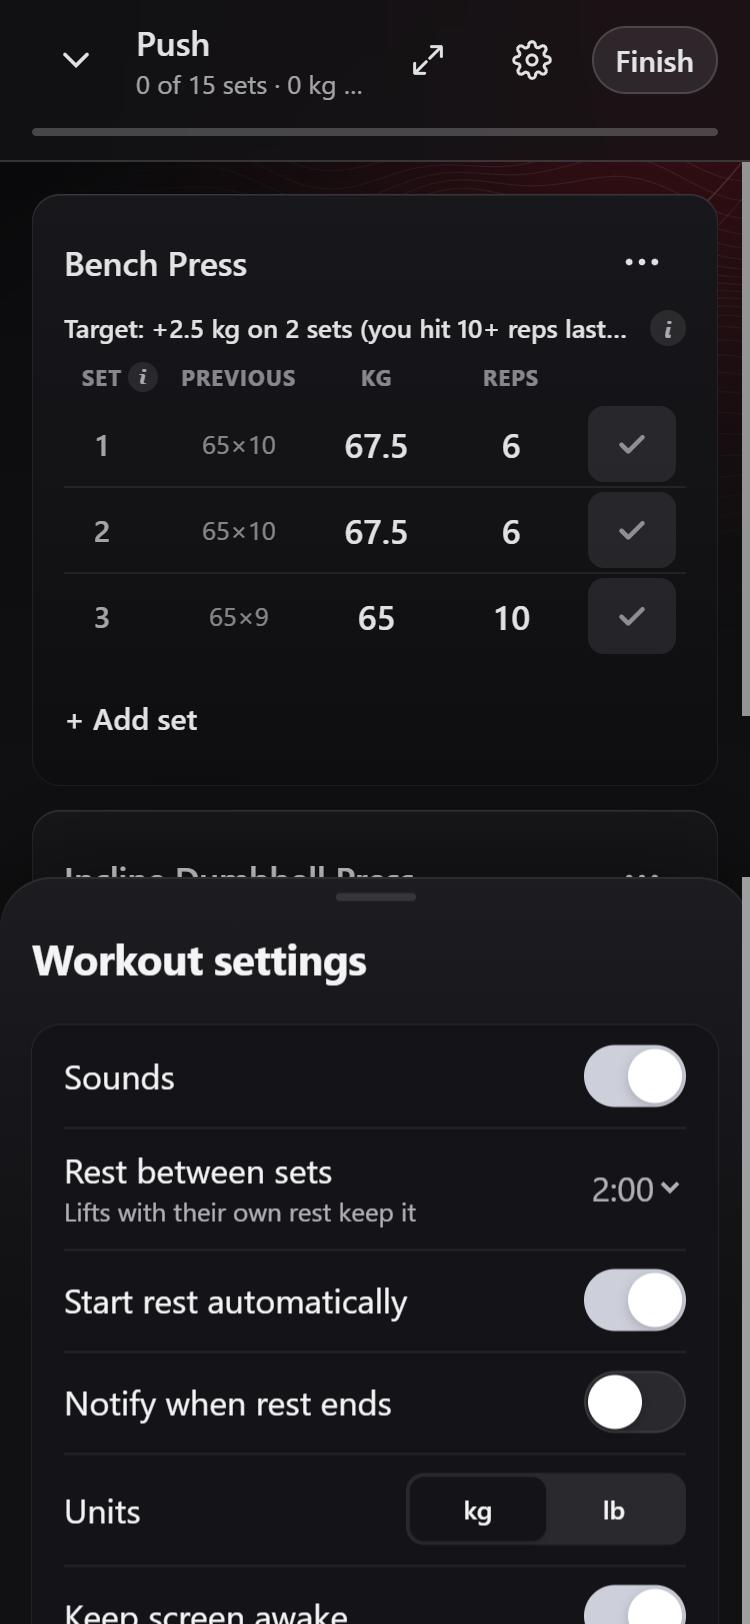 Push
0 of 15 sets · 0 kg ...
Finish
Bench Press
Target: +2.5 kg on 2 sets (you hit 10+ reps last... i
SET i PREVIOUS KG REPS
1 65×10 67.5 6
2 65×10 67.5 6
3 65×9 65 10
+ Add set
Incline Dumbbell Press
Workout settings
Sounds
Rest between sets
Lifts with their own rest keep it
2:00
Start rest automatically
Notify when rest ends
Units kg lb
Keep screen awake